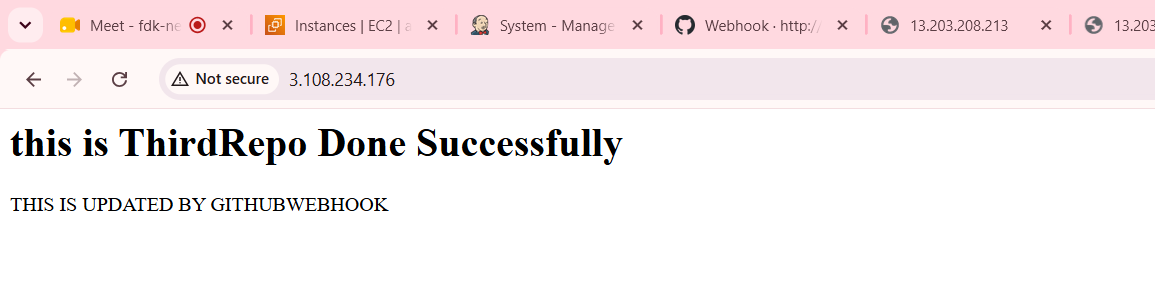 Meet - fdk-ne
Instances | EC2 | a
System - Manage
Webhook · http:/
13.203.208.213
13.203
Not secure
3.108.234.176
this is ThirdRepo Done Successfully
THIS IS UPDATED BY GITHUBWEBHOOK